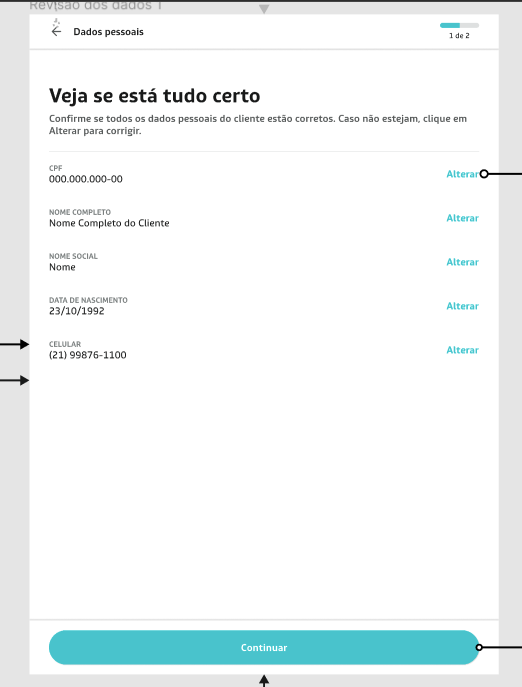 Revisão dos dados 1
Dados pessoais
1 de 2
Veja se está tudo certo
Confirme se todos os dados pessoais do cliente estão corretos. Caso não estejam, clique em
Alterar para corrigir.
CPF
000.000.000-00
Alterar
NOME COMPLETO
Nome Completo do Cliente
Alterar
NOME SOCIAL
Nome
Alterar
DATA DE NASCIMENTO
23/10/1992
Alterar
CELULAR
(21) 99876-1100
Alterar
Continuar